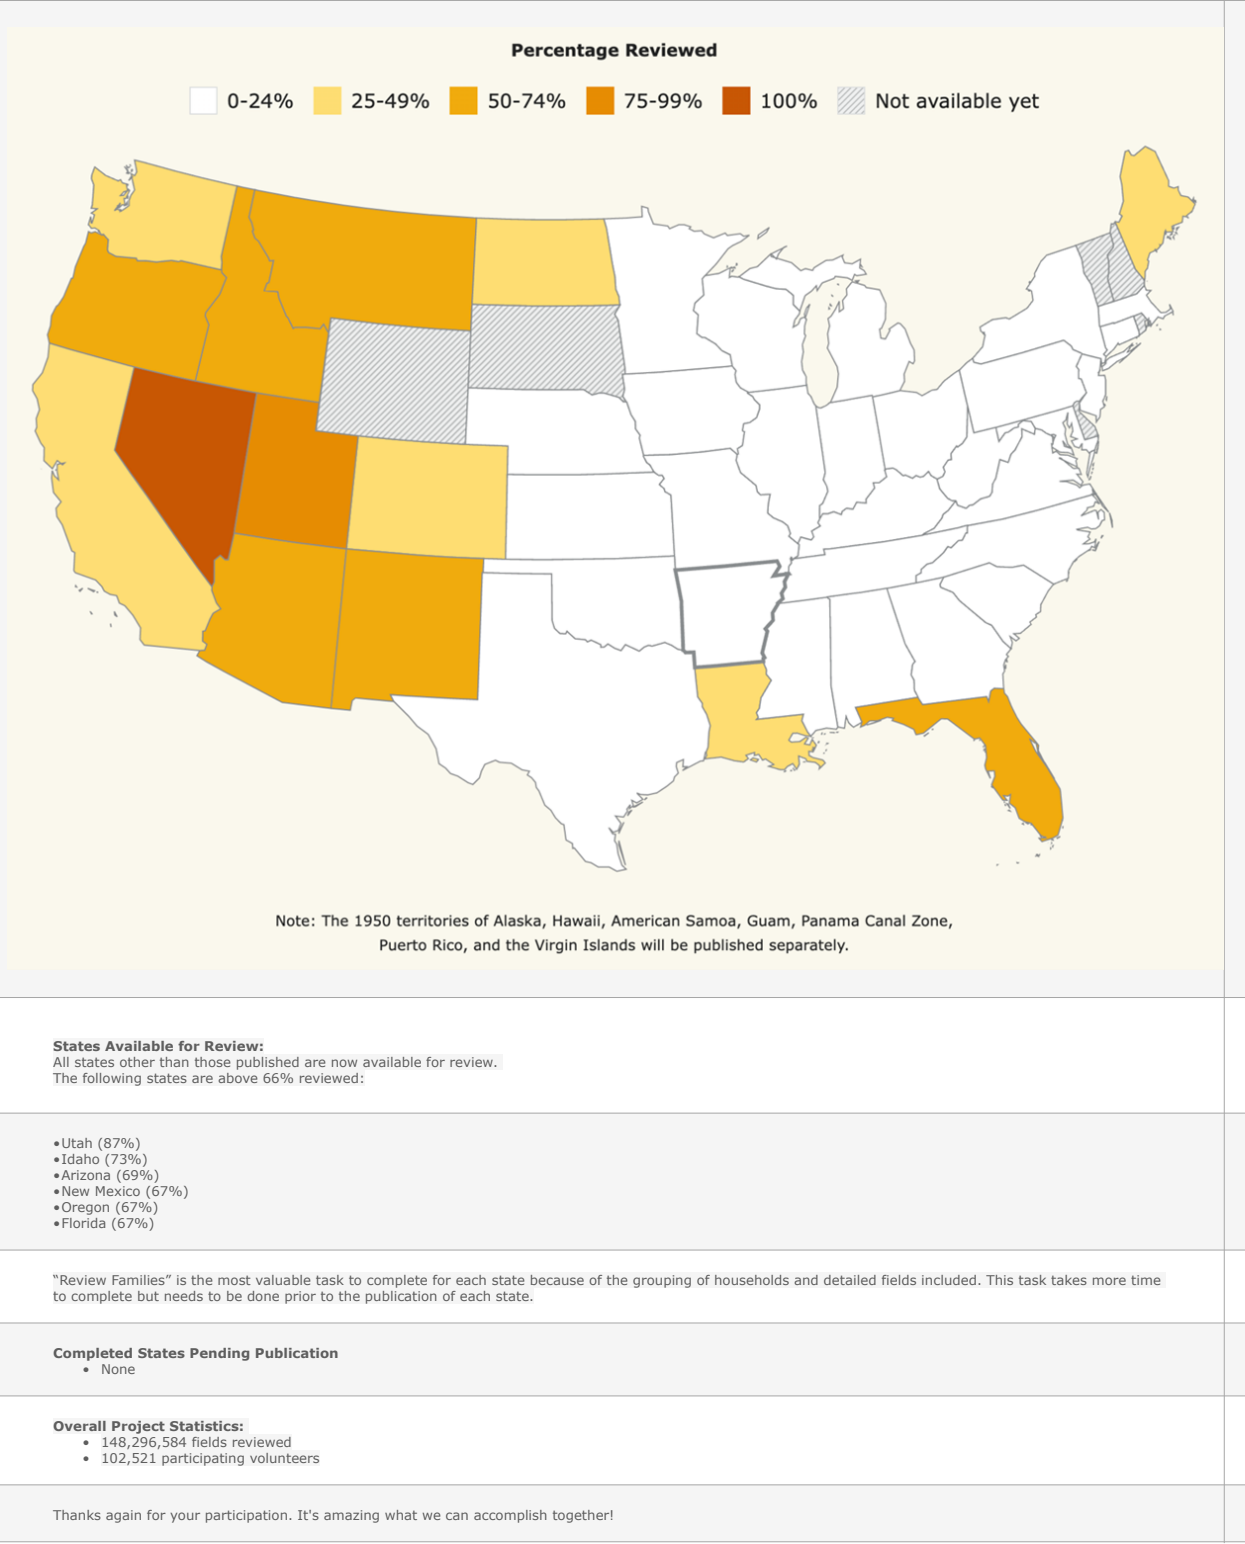 Percentage Reviewed
0-24% 25-49% 50-74% 75-99% 100% Not available yet
Note: The 1950 territories of Alaska, Hawaii, American Samoa, Guam, Panama Canal Zone,
Puerto Rico, and the Virgin Islands will be published separately.
States Available for Review:
All states other than those published are now available for review.
The following states are above 66% reviewed:
•Utah (87%)
•Idaho (73%)
•Arizona (69%)
•New Mexico (67%)
•Oregon (67%)
•Florida (67%)
“Review Families” is the most valuable task to complete for each state because of the grouping of households and detailed fields included. This task takes more time
to complete but needs to be done prior to the publication of each state.
Completed States Pending Publication
• None
Overall Project Statistics:
• 148,296,584 fields reviewed
• 102,521 participating volunteers
Thanks again for your participation. It's amazing what we can accomplish together!